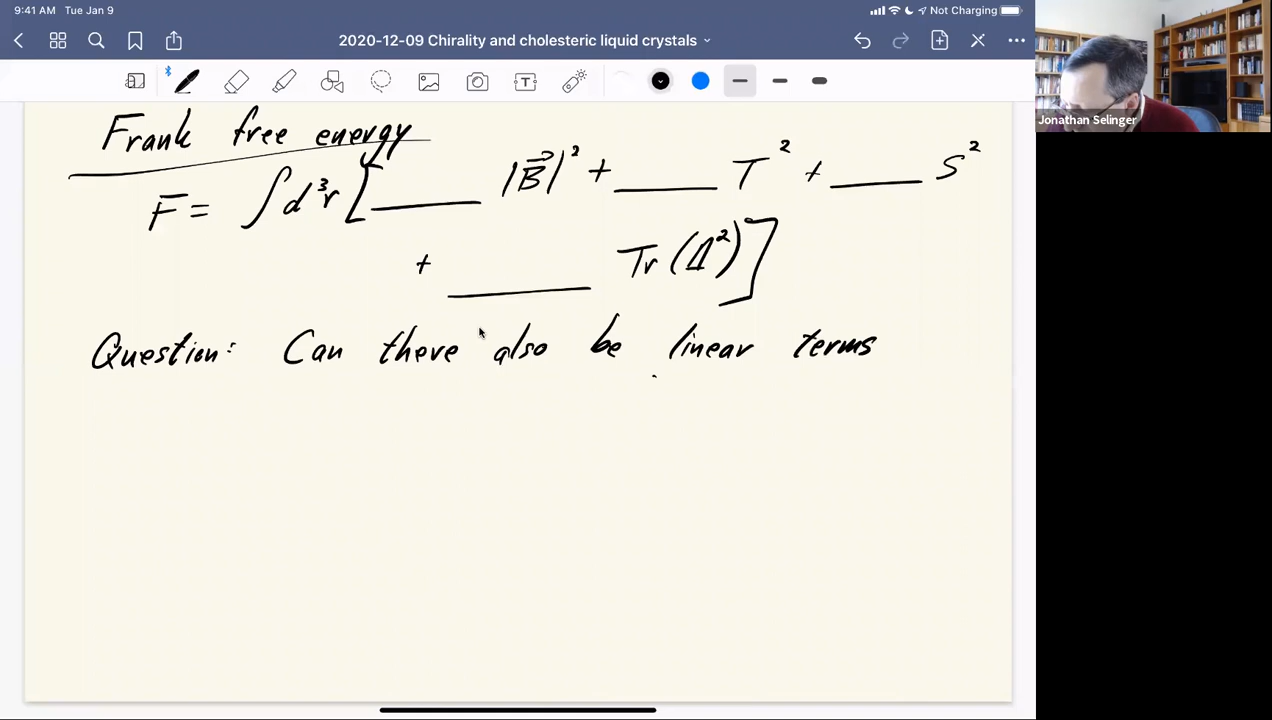 9:41 AM Tue Jan 9
Not Charging
2020-12-09 Chirality and cholesteric liquid crystals
Jonathan Selinger
Frank free energy
F = ∫ d³r [ ____ |B⃗|² + ____ T² + ____ S²
+ ____ Tr(Δ²)]
Question: Can there also be linear terms